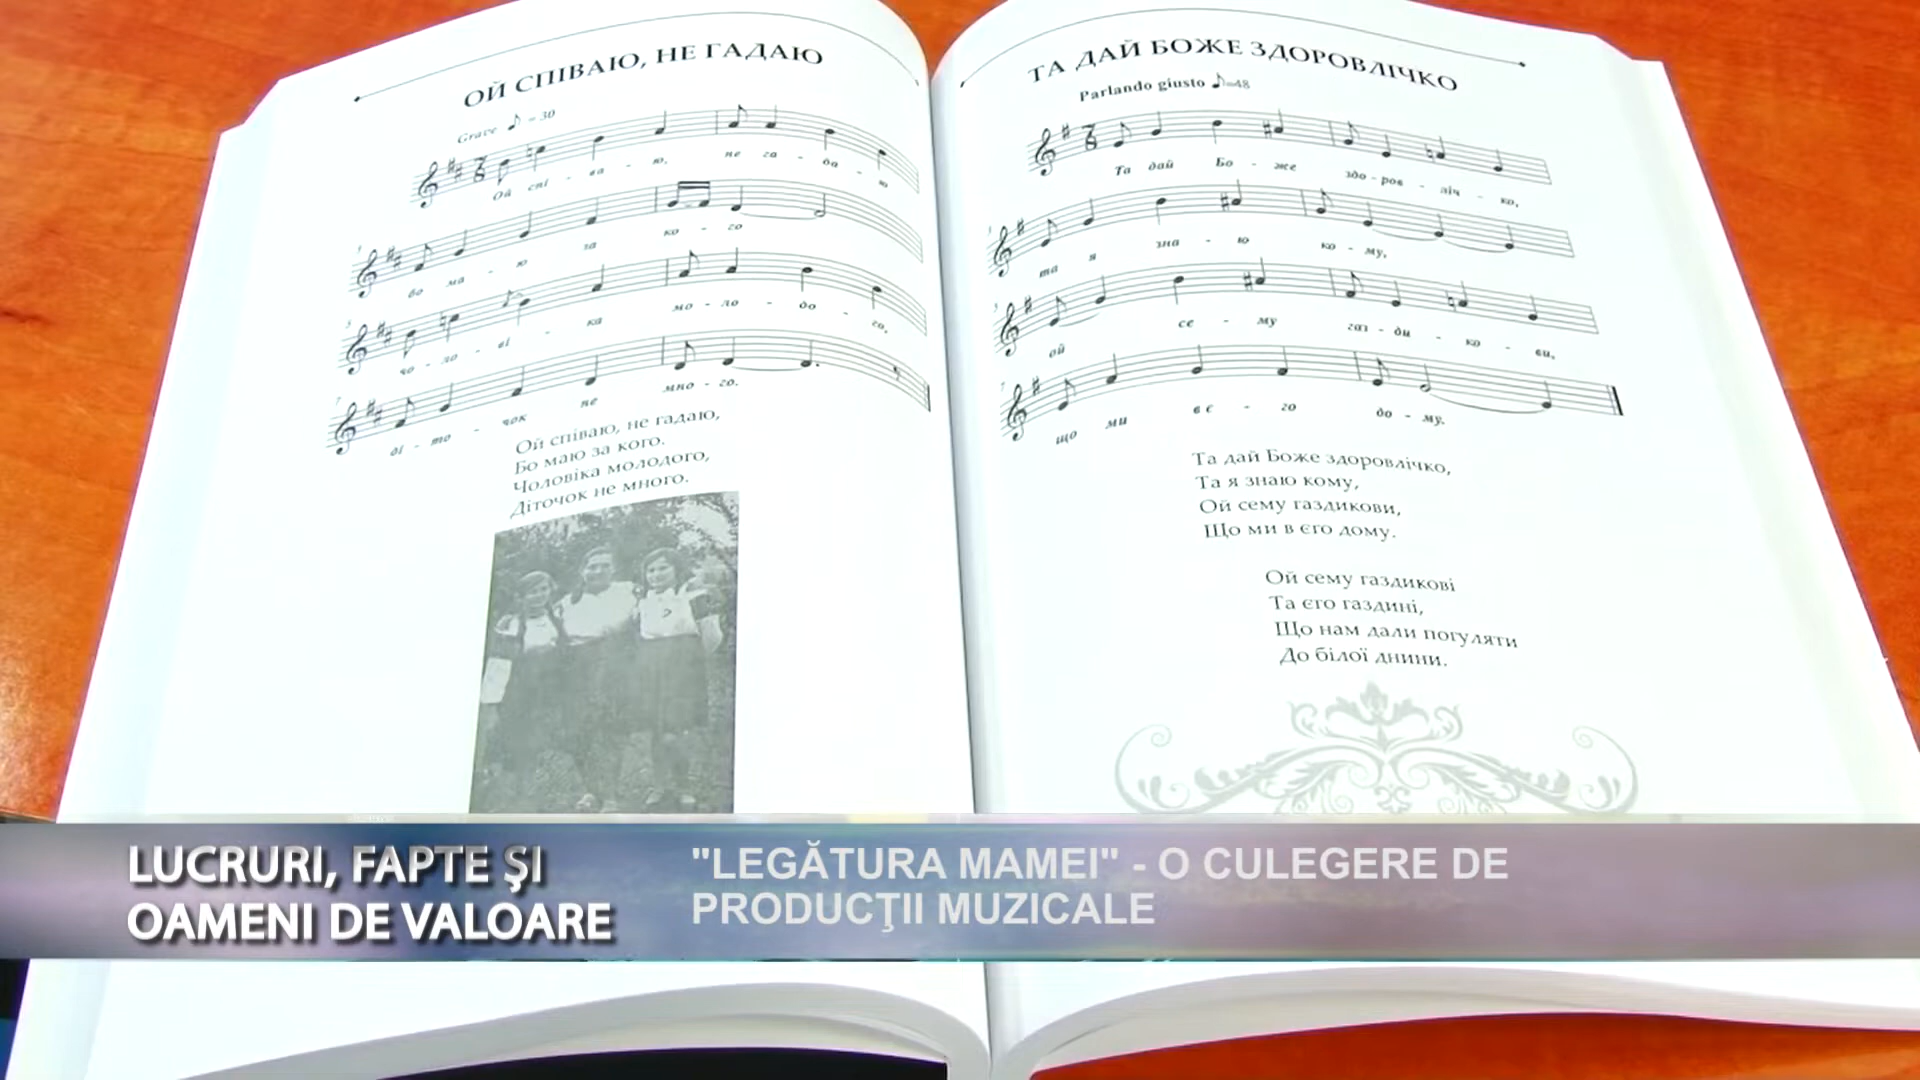 ОЙ СПІВАЮ, НЕ ГАДАЮ
Grave ♪ = 30
Ой спі - ва - ю, не га - да - ю
бо ма - ю за ко - го
чо - ло - ві - ка мо - ло - до - го,
ді - то - чок не мно - го.
Ой співаю, не гадаю,
Бо маю за кого.
Чоловіка молодого,
Діточок не много.
ТА ДАЙ БОЖЕ ЗДОРОВЛІЧКО
Parlando giusto ♪=48
Та дай Бо - же здо - ров -ліч - ко,
та я зна - ю ко - му,
ой се - му газ - ди - ко - ви,
що ми в є - го до - му.
Та дай Боже здоровлічко,
Та я знаю кому,
Ой сему газдикови,
Що ми в єго дому.
Ой сему газдикові
Та єго газдині,
Що нам дали погуляти
До білої днини.
LUCRURI, FAPTE ŞI
OAMENI DE VALOARE
"LEGĂTURA MAMEI" - O CULEGERE DE
PRODUCŢII MUZICALE